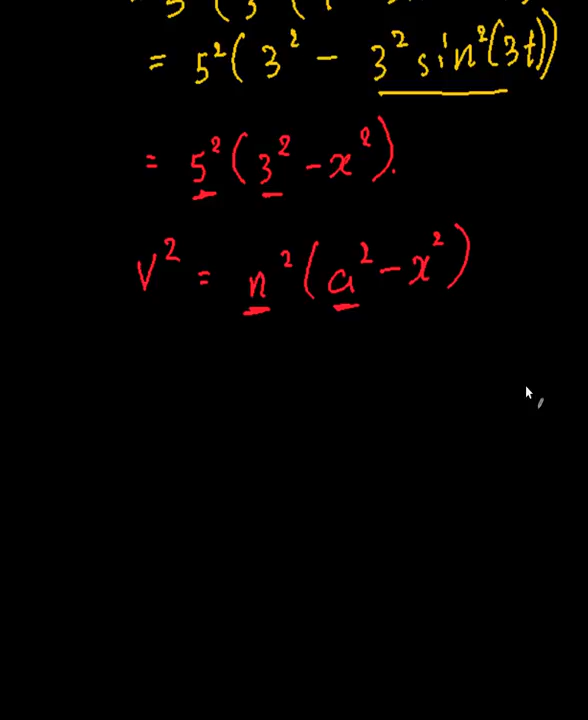 = 5²(3² - 3² sin²(3t))
= 5²(3² - x²).
V² = n²(a² - x²)